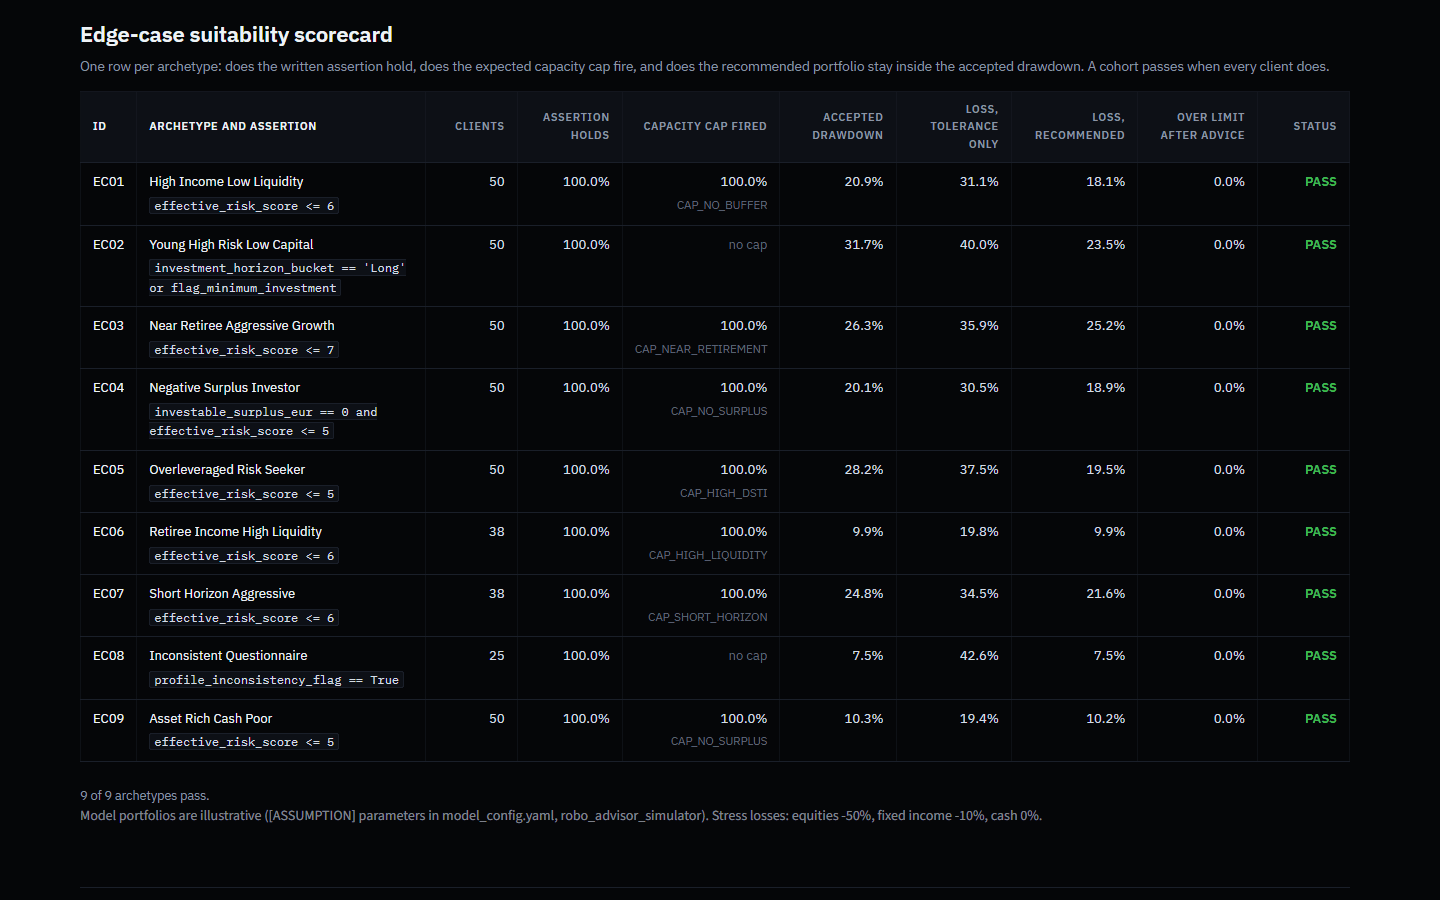 Edge-case suitability scorecard
One row per archetype: does the written assertion hold, does the expected capacity cap fire, and does the recommended portfolio stay inside the accepted drawdown. A cohort passes when every client does.
ID ARCHETYPE AND ASSERTION CLIENTS ASSERTION HOLDS CAPACITY CAP FIRED ACCEPTED DRAWDOWN LOSS, TOLERANCE ONLY LOSS, RECOMMENDED OVER LIMIT AFTER ADVICE STATUS
EC01 High Income Low Liquidity 50 100.0% 100.0% 20.9% 31.1% 18.1% 0.0% PASS
effective_risk_score <= 6 CAP_NO_BUFFER
EC02 Young High Risk Low Capital 50 100.0% no cap 31.7% 40.0% 23.5% 0.0% PASS
investment_horizon_bucket == 'Long'
or flag_minimum_investment
EC03 Near Retiree Aggressive Growth 50 100.0% 100.0% 26.3% 35.9% 25.2% 0.0% PASS
effective_risk_score <= 7 CAP_NEAR_RETIREMENT
EC04 Negative Surplus Investor 50 100.0% 100.0% 20.1% 30.5% 18.9% 0.0% PASS
investable_surplus_eur == 0 and CAP_NO_SURPLUS
effective_risk_score <= 5
EC05 Overleveraged Risk Seeker 50 100.0% 100.0% 28.2% 37.5% 19.5% 0.0% PASS
effective_risk_score <= 5 CAP_HIGH_DSTI
EC06 Retiree Income High Liquidity 38 100.0% 100.0% 9.9% 19.8% 9.9% 0.0% PASS
effective_risk_score <= 6 CAP_HIGH_LIQUIDITY
EC07 Short Horizon Aggressive 38 100.0% 100.0% 24.8% 34.5% 21.6% 0.0% PASS
effective_risk_score <= 6 CAP_SHORT_HORIZON
EC08 Inconsistent Questionnaire 25 100.0% no cap 7.5% 42.6% 7.5% 0.0% PASS
profile_inconsistency_flag == True
EC09 Asset Rich Cash Poor 50 100.0% 100.0% 10.3% 19.4% 10.2% 0.0% PASS
effective_risk_score <= 5 CAP_NO_SURPLUS
9 of 9 archetypes pass.
Model portfolios are illustrative ([ASSUMPTION] parameters in model_config.yaml, robo_advisor_simulator). Stress losses: equities -50%, fixed income -10%, cash 0%.